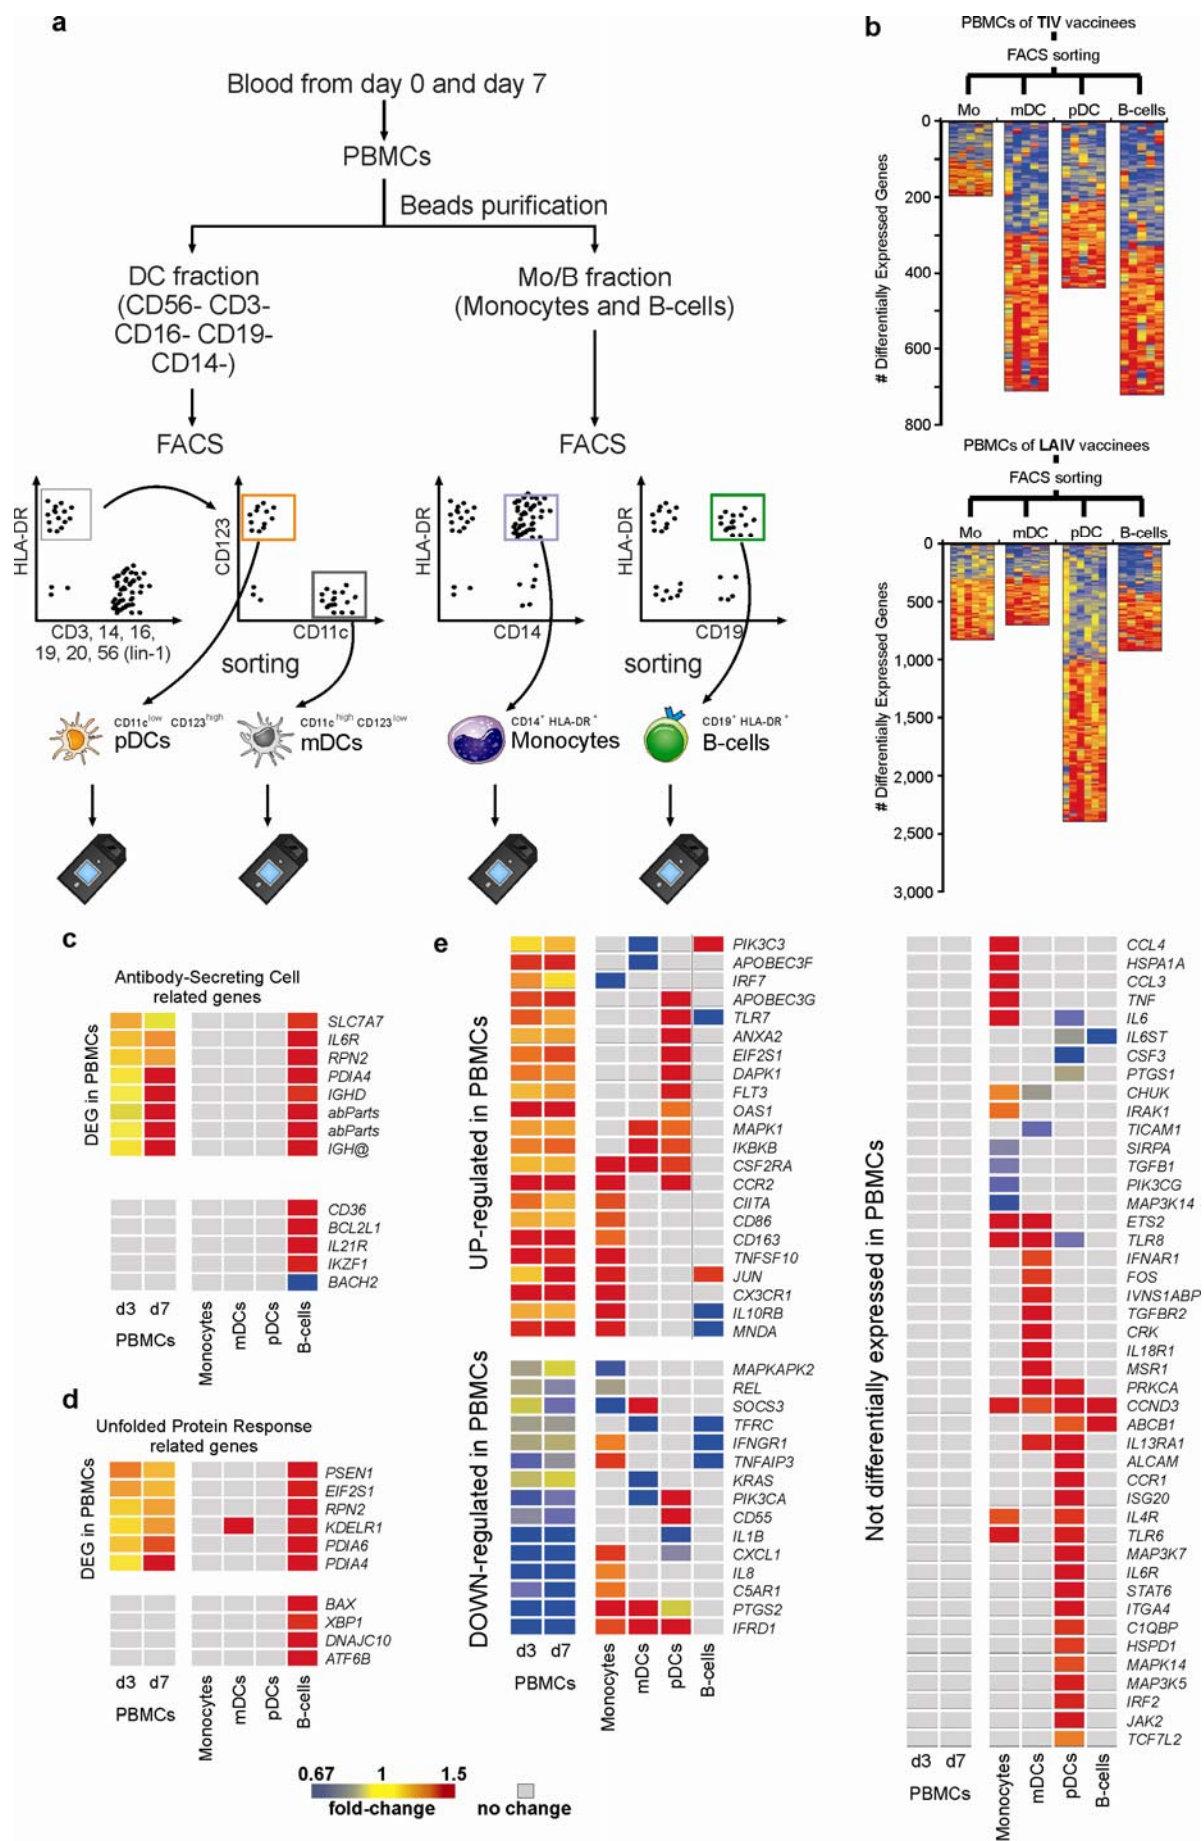 a
Blood from day 0 and day 7
PBMCs
Beads purification
DC fraction
(CD56- CD3-
CD16- CD19-
CD14-)
Mo/B fraction
(Monocytes and B-cells)
FACS
FACS
HLA-DR
CD3, 14, 16,
19, 20, 56 (lin-1)
CD123
CD11c
HLA-DR
CD14
HLA-DR
CD19
sorting
sorting
CD11c low CD123 high
pDCs
CD11c high CD123 low
mDCs
CD14+ HLA-DR+
Monocytes
CD19+ HLA-DR+
B-cells
b
PBMCs of TIV vaccinees
FACS sorting
Mo mDC pDC B-cells
# Differentially Expressed Genes
0
200
400
600
800
PBMCs of LAIV vaccinees
FACS sorting
Mo mDC pDC B-cells
# Differentially Expressed Genes
0
500
1,000
1,500
2,000
2,500
3,000
c
Antibody-Secreting Cell
related genes
DEG in PBMCs
SLC7A7
IL6R
RPN2
PDIA4
IGHD
abParts
abParts
IGH@
CD36
BCL2L1
IL21R
IKZF1
BACH2
d3 d7
PBMCs
Monocytes
mDCs
pDCs
B-cells
d
Unfolded Protein Response
related genes
DEG in PBMCs
PSEN1
EIF2S1
RPN2
KDELR1
PDIA6
PDIA4
BAX
XBP1
DNAJC10
ATF6B
d3 d7
PBMCs
Monocytes
mDCs
pDCs
B-cells
0.67 1 1.5
fold-change
no change
e
UP-regulated in PBMCs
PIK3C3
APOBEC3F
IRF7
APOBEC3G
TLR7
ANXA2
EIF2S1
DAPK1
FLT3
OAS1
MAPK1
IKBKB
CSF2RA
CCR2
CIITA
CD86
CD163
TNFSF10
JUN
CX3CR1
IL10RB
MNDA
DOWN-regulated in PBMCs
MAPKAPK2
REL
SOCS3
TFRC
IFNGR1
TNFAIP3
KRAS
PIK3CA
CD55
IL1B
CXCL1
IL8
C5AR1
PTGS2
IFRD1
d3 d7
PBMCs
Monocytes
mDCs
pDCs
B-cells
Not differentially expressed in PBMCs
CCL4
HSPA1A
CCL3
TNF
IL6
IL6ST
CSF3
PTGS1
CHUK
IRAK1
TICAM1
SIRPA
TGFB1
PIK3CG
MAP3K14
ETS2
TLR8
IFNAR1
FOS
IVNS1ABP
TGFBR2
CRK
IL18R1
MSR1
PRKCA
CCND3
ABCB1
IL13RA1
ALCAM
CCR1
ISG20
IL4R
TLR6
MAP3K7
IL6R
STAT6
ITGA4
C1QBP
HSPD1
MAPK14
MAP3K5
IRF2
JAK2
TCF7L2
d3 d7
PBMCs
Monocytes
mDCs
pDCs
B-cells